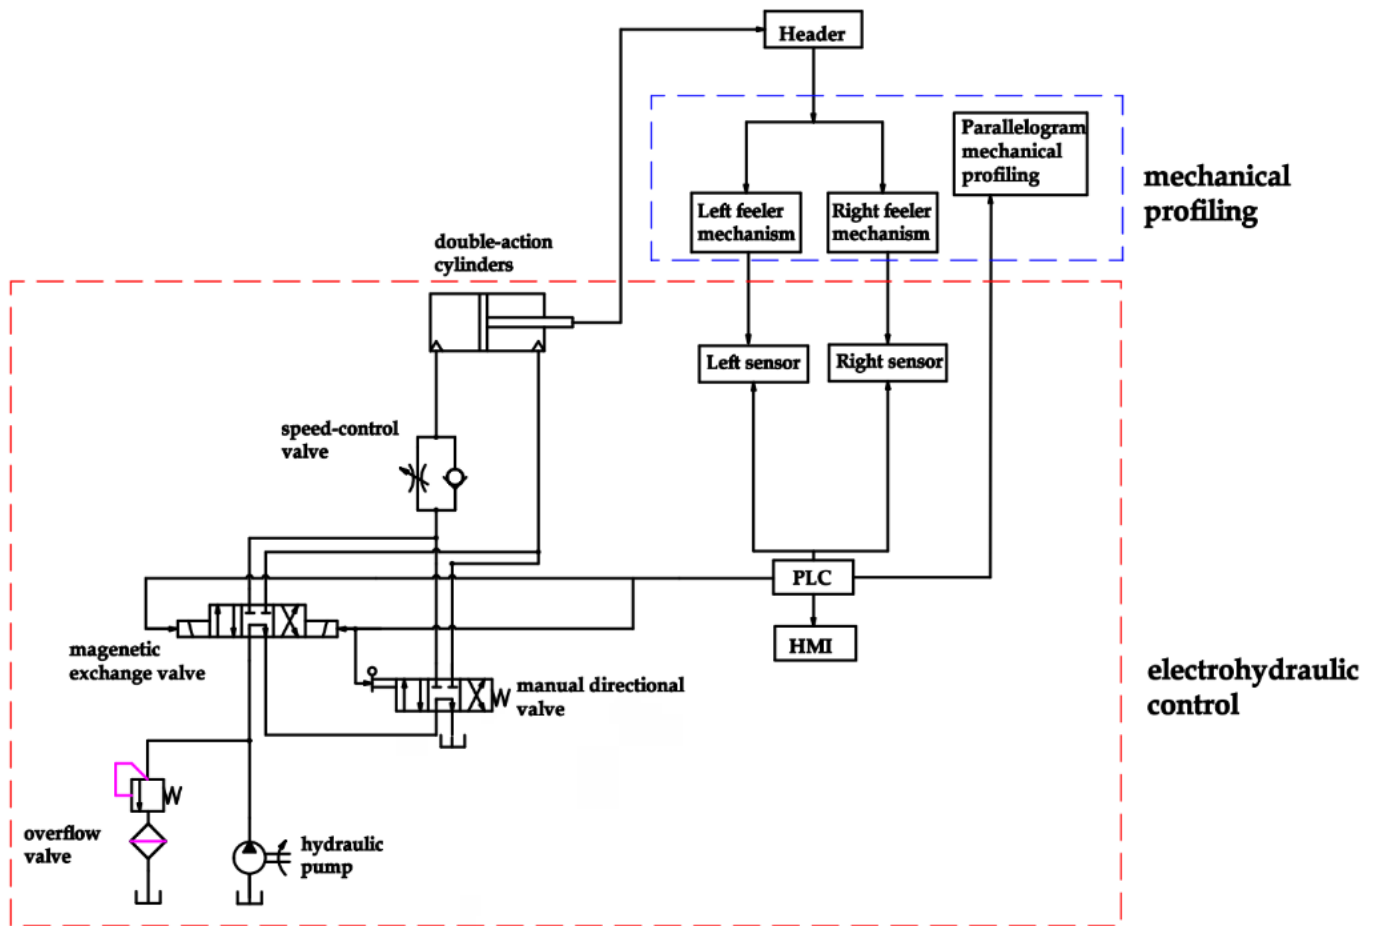 Header
Parallelogram
mechanical
profiling
mechanical
profiling
Left feeler
mechanism
Right feeler
mechanism
double-action
cylinders
Left sensor
Right sensor
speed-control
valve
PLC
HMI
magenetic
exchange valve
manual directional
valve
electrohydraulic
control
overflow
valve
hydraulic
pump